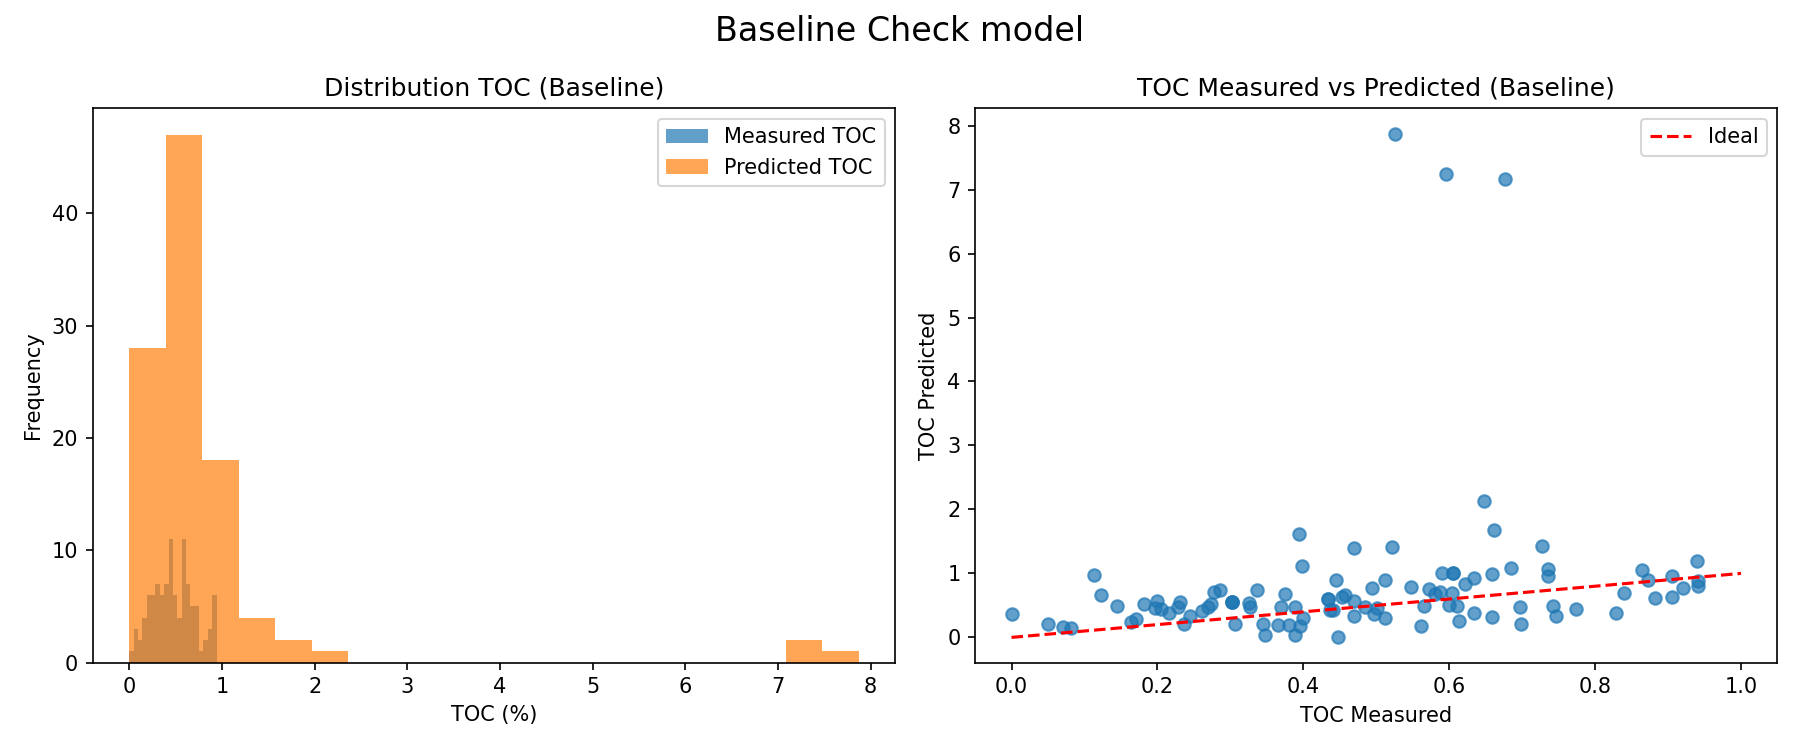 Baseline Check model
Distribution TOC (Baseline)
Measured TOC
Predicted TOC
Frequency
40
30
20
10
0
0 1 2 3 4 5 6 7 8
TOC (%)
TOC Measured vs Predicted (Baseline)
Ideal
TOC Predicted
8
7
6
5
4
3
2
1
0
0.0 0.2 0.4 0.6 0.8 1.0
TOC Measured